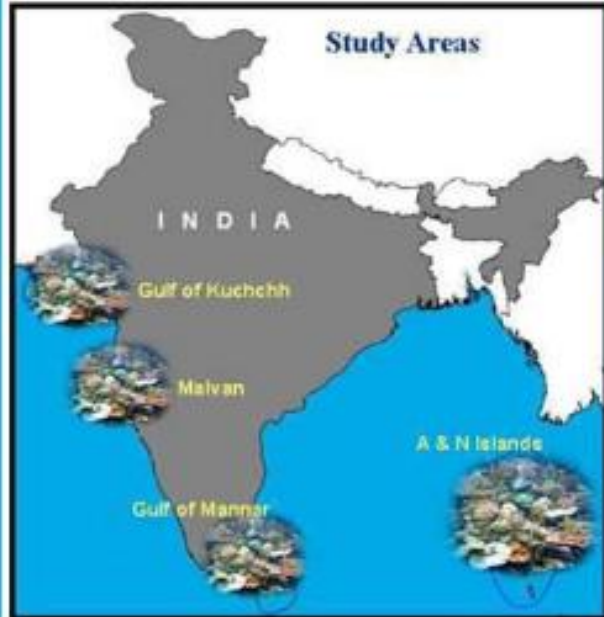 Study Areas
INDIA
Gulf of Kuchchh
Malvan
A & N Islands
Gulf of Mannar